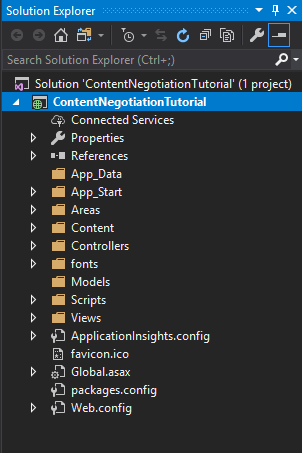 Solution Explorer
Search Solution Explorer (Ctrl+;)
Solution 'ContentNegotiationTutorial' (1 project)
ContentNegotiationTutorial
Connected Services
Properties
References
App_Data
App_Start
Areas
Content
Controllers
fonts
Models
Scripts
Views
ApplicationInsights.config
favicon.ico
Global.asax
packages.config
Web.config